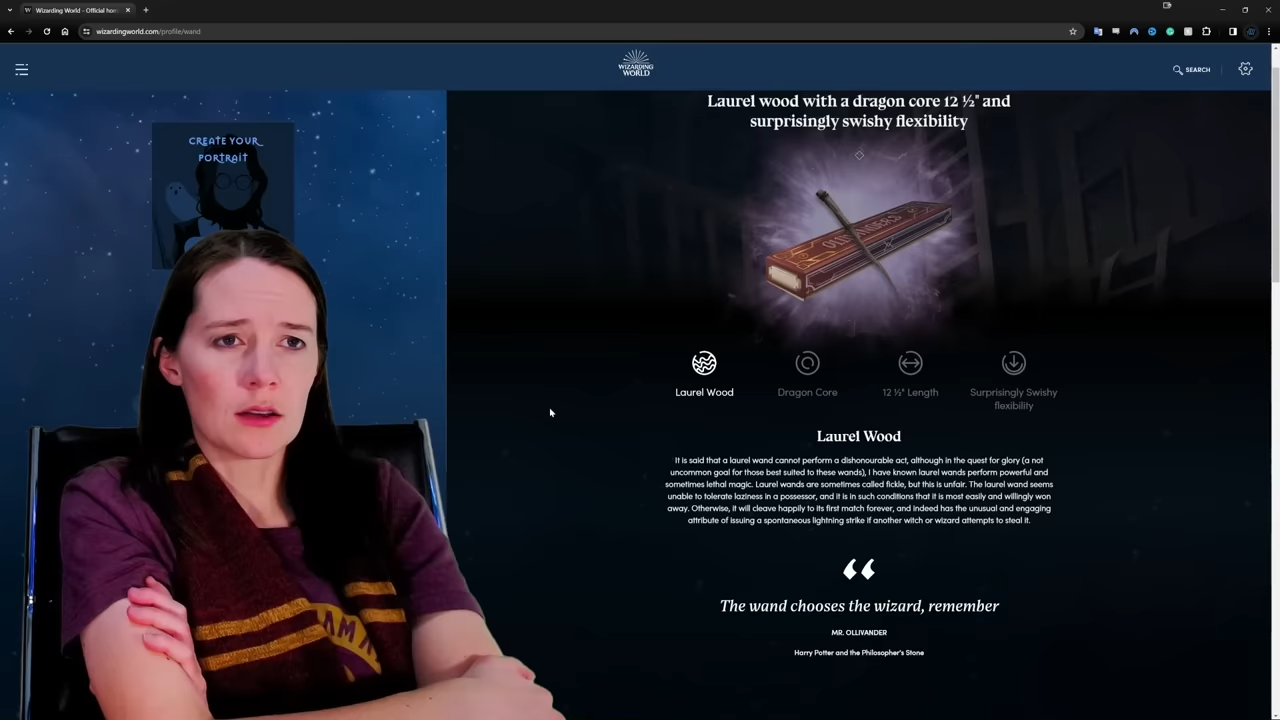 Wizarding World - Official hom
wizardingworld.com/profile/wand
WIZARDING
WORLD
SEARCH
CREATE YOUR
PORTRAIT
Laurel wood with a dragon core 12 ½" and
surprisingly swishy flexibility
OLLIVANDERS
Laurel Wood
Dragon Core
12 ½" Length
Surprisingly Swishy
flexibility
Laurel Wood
It is said that a laurel wand cannot perform a dishonourable act, although in the quest for glory (a not
uncommon goal for those best suited to these wands), I have known laurel wands perform powerful and
sometimes lethal magic. Laurel wands are sometimes called fickle, but this is unfair. The laurel wand seems
unable to tolerate laziness in a possessor, and it is in such conditions that it is most easily and willingly won
away. Otherwise, it will cleave happily to its first match forever, and indeed has the unusual and engaging
attribute of issuing a spontaneous lightning strike if another witch or wizard attempts to steal it.
“
The wand chooses the wizard, remember
MR. OLLIVANDER
Harry Potter and the Philosopher's Stone